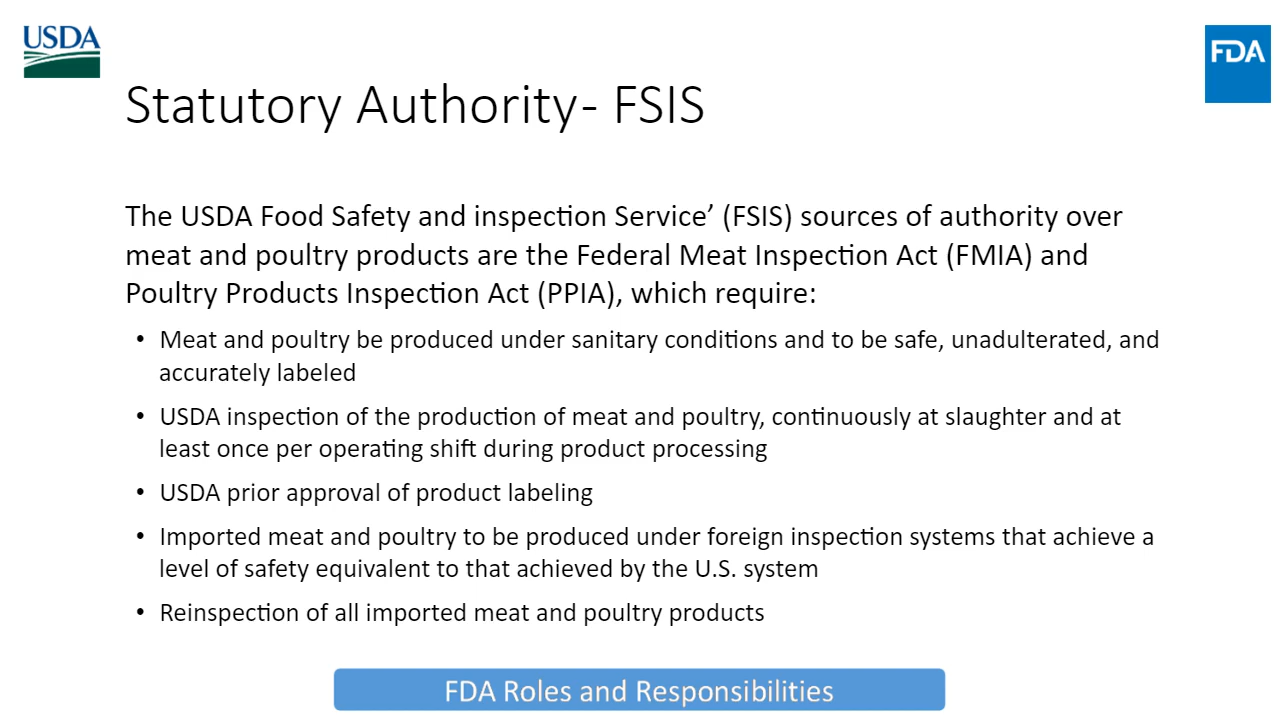 USDA
FDA
Statutory Authority- FSIS
The USDA Food Safety and inspection Service’ (FSIS) sources of authority over
meat and poultry products are the Federal Meat Inspection Act (FMIA) and
Poultry Products Inspection Act (PPIA), which require:
• Meat and poultry be produced under sanitary conditions and to be safe, unadulterated, and
accurately labeled
• USDA inspection of the production of meat and poultry, continuously at slaughter and at
least once per operating shift during product processing
• USDA prior approval of product labeling
• Imported meat and poultry to be produced under foreign inspection systems that achieve a
level of safety equivalent to that achieved by the U.S. system
• Reinspection of all imported meat and poultry products
FDA Roles and Responsibilities